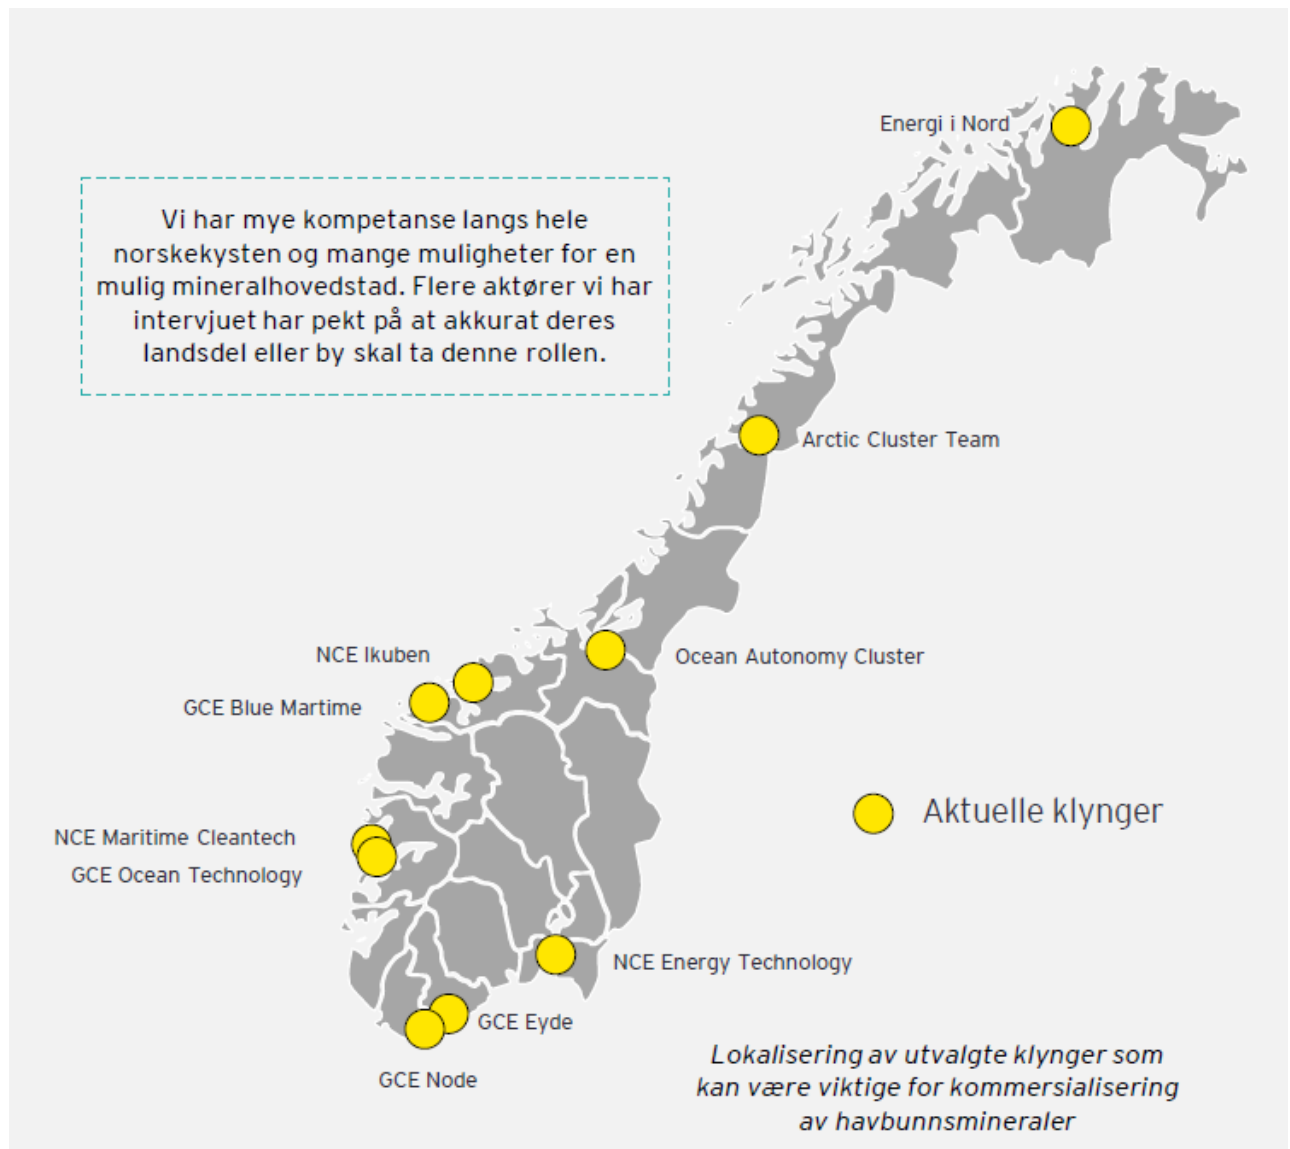 Energi i Nord
Vi har mye kompetanse langs hele
norskekysten og mange muligheter for en
mulig mineralhovedstad. Flere aktører vi har
intervjuet har pekt på at akkurat deres
landsdel eller by skal ta denne rollen.
Arctic Cluster Team
NCE Ikuben
Ocean Autonomy Cluster
GCE Blue Martime
Aktuelle klynger
NCE Maritime Cleantech
GCE Ocean Technology
NCE Energy Technology
GCE Eyde
GCE Node
Lokalisering av utvalgte klynger som
kan være viktige for kommersialisering
av havbunnsmineraler